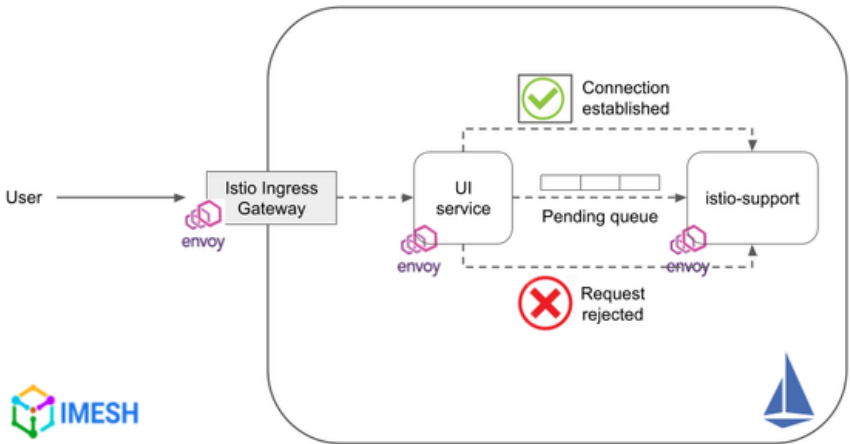 Connection
established
User
Istio Ingress
Gateway
envoy
UI
service
envoy
Pending queue
istio-support
envoy
Request
rejected
IMESH